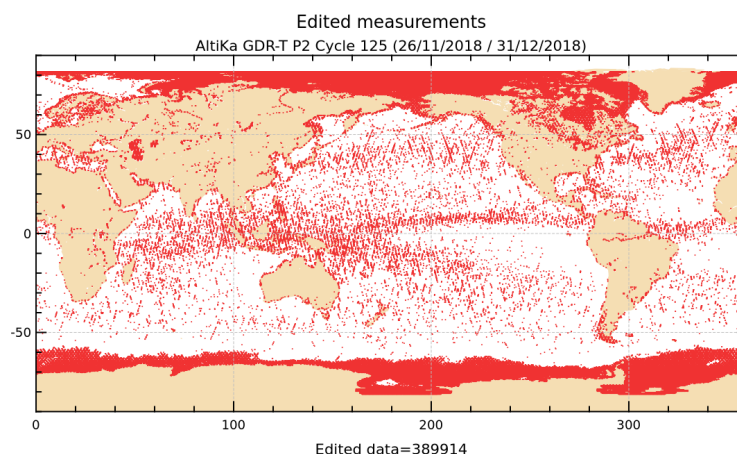 Edited measurements
AltiKa GDR-T P2 Cycle 125 (26/11/2018 / 31/12/2018)
50
0
-50
0 100 200 300
Edited data=389914